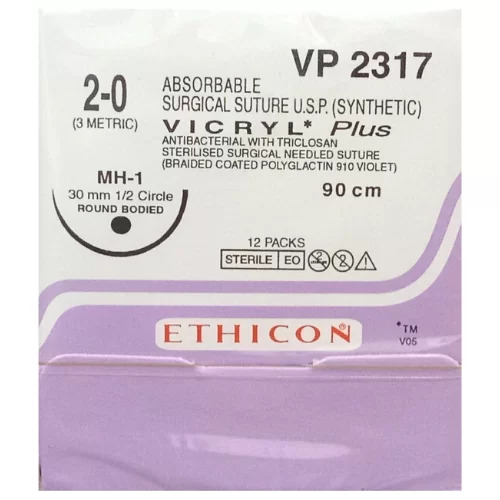 VP 2317
2-0
(3 METRIC)
ABSORBABLE
SURGICAL SUTURE U.S.P. (SYNTHETIC)
VICRYL* Plus
ANTIBACTERIAL WITH TRICLOSAN
STERILISED SURGICAL NEEDLED SUTURE
(BRAIDED COATED POLYGLACTIN 910 VIOLET)
90 cm
MH-1
30 mm 1/2 Circle
ROUND BODIED
12 PACKS
STERILE EO 2 2
ETHICON®
*TM
V05